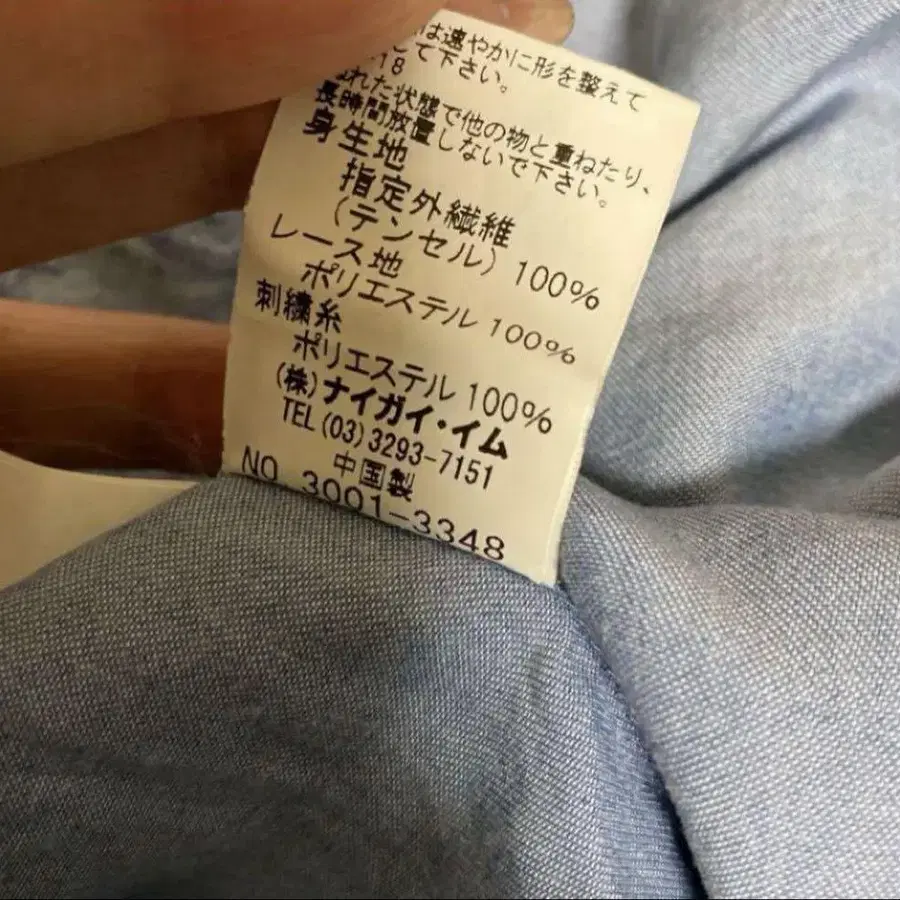 は速やかに形を整えて
して下さい。
18
れた状態で他の物と重ねたり、
長時間放置しないで下さい。
身生地
指定外繊維
(テンセル) 100%
レース地
ポリエステル 100%
刺繍糸
ポリエステル 100%
(株)ナイガイ・イム
TEL (03) 3293-7151
中国製
NO. 3001-3348